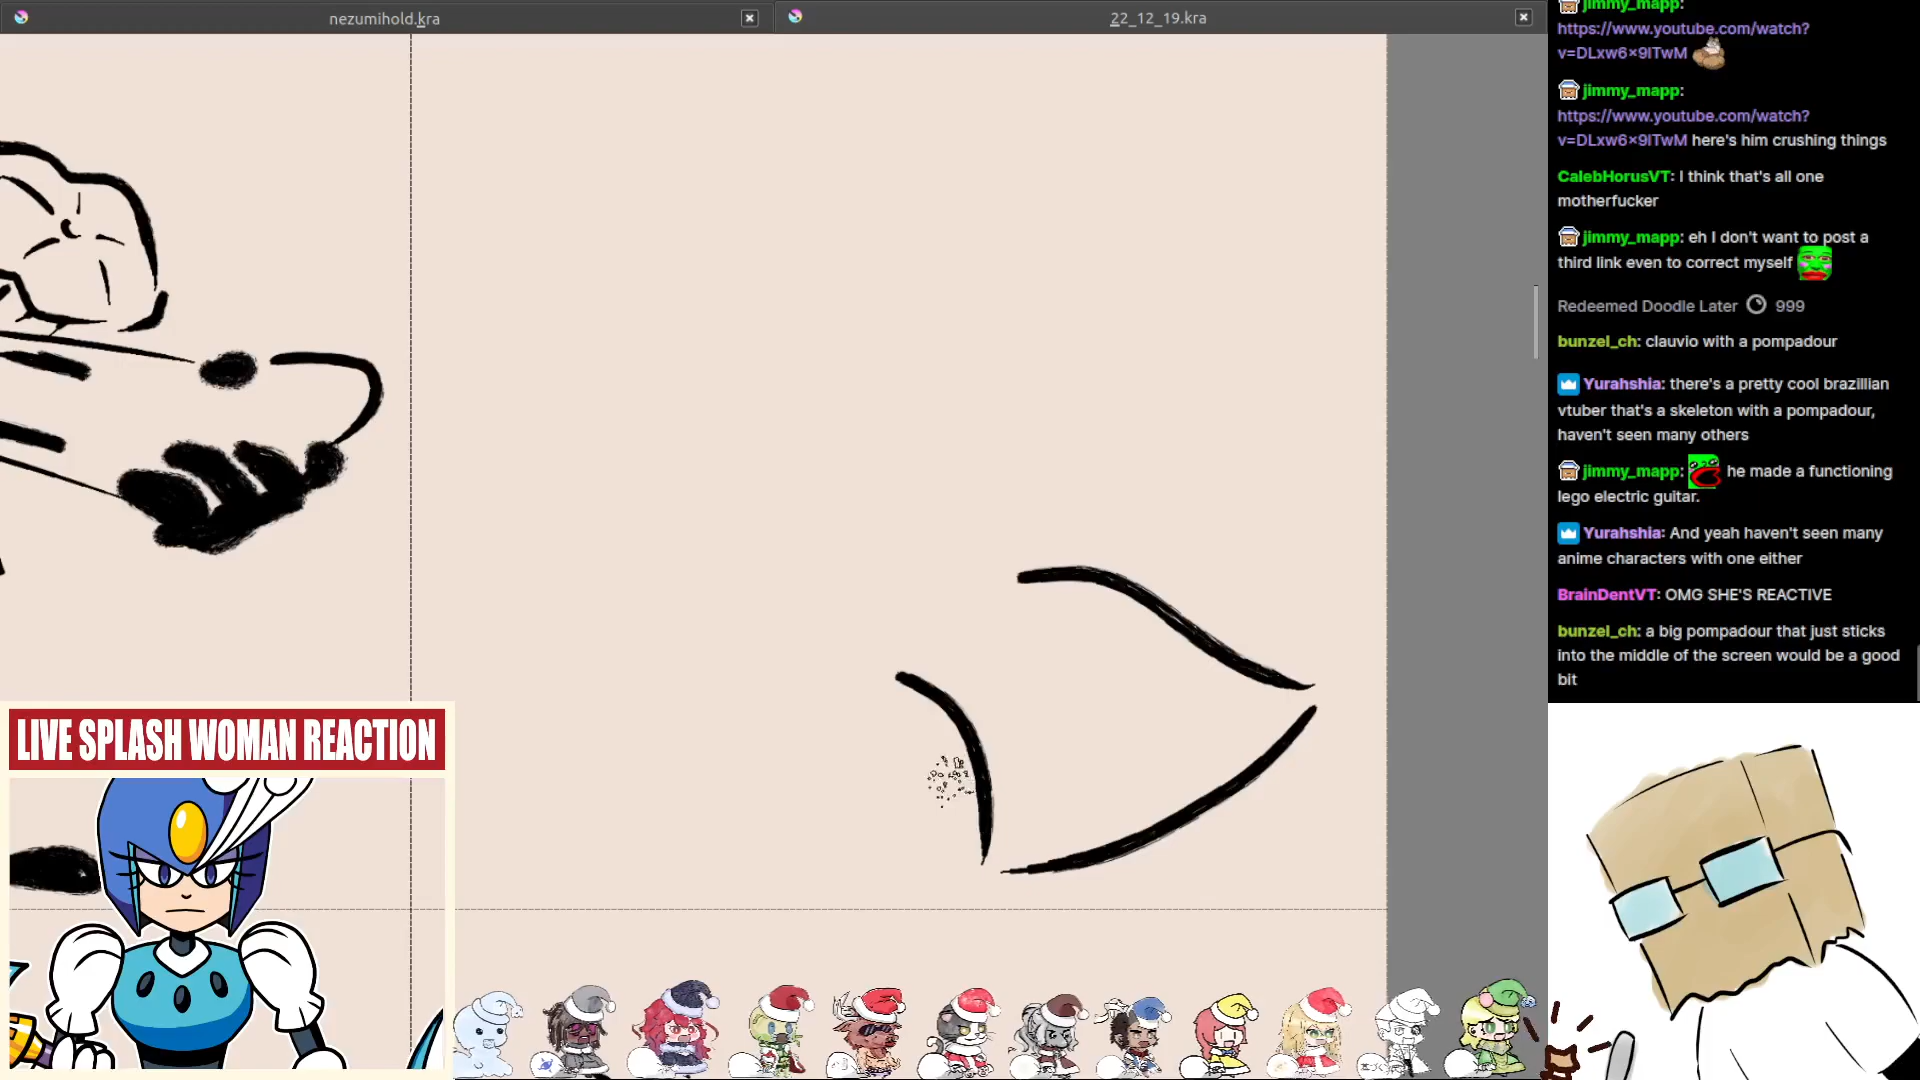 nezumihold.kra
22_12_19.kra
jimmy_mapp:
https://www.youtube.com/watch?
v=DLxw6x9lTwM
jimmy_mapp:
https://www.youtube.com/watch?
v=DLxw6x9lTwM here's him crushing things
CalebHorusVT: I think that's all one
motherfucker
jimmy_mapp: eh I don't want to post a
third link even to correct myself
Redeemed Doodle Later 999
bunzel_ch: clauvio with a pompadour
Yurahshia: there's a pretty cool brazillian
vtuber that's a skeleton with a pompadour,
haven't seen many others
jimmy_mapp: he made a functioning
lego electric guitar.
Yurahshia: And yeah haven't seen many
anime characters with one either
BrainDentVT: OMG SHE'S REACTIVE
bunzel_ch: a big pompadour that just sticks
into the middle of the screen would be a good
bit
LIVE SPLASH WOMAN REACTION